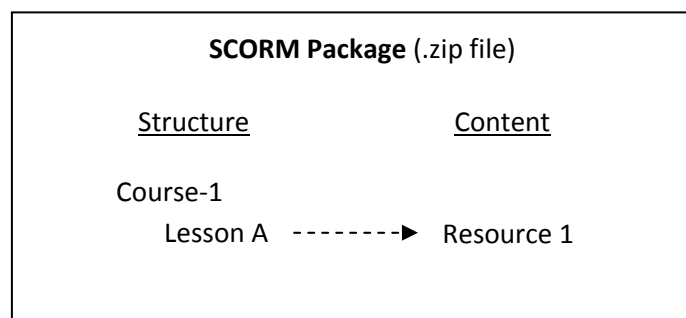 SCORM Package (.zip file)
Structure Content
Course-1
Lesson A Resource 1